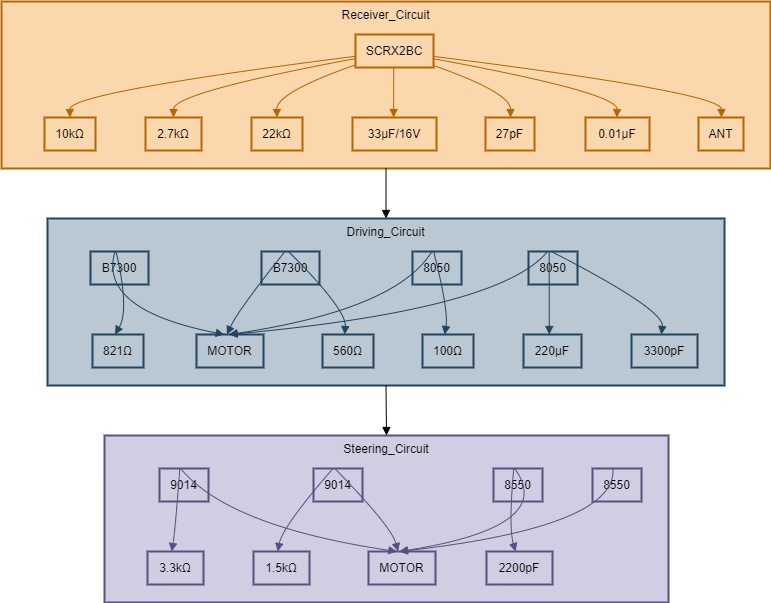 Receiver_Circuit
SCRX2BC
10kΩ
2.7kΩ
22kΩ
33μF/16V
27pF
0.01μF
ANT
Driving_Circuit
B7300
B7300
8050
8050
821Ω
MOTOR
560Ω
100Ω
220μF
3300pF
Steering_Circuit
9014
9014
8550
8550
3.3kΩ
1.5kΩ
MOTOR
2200pF